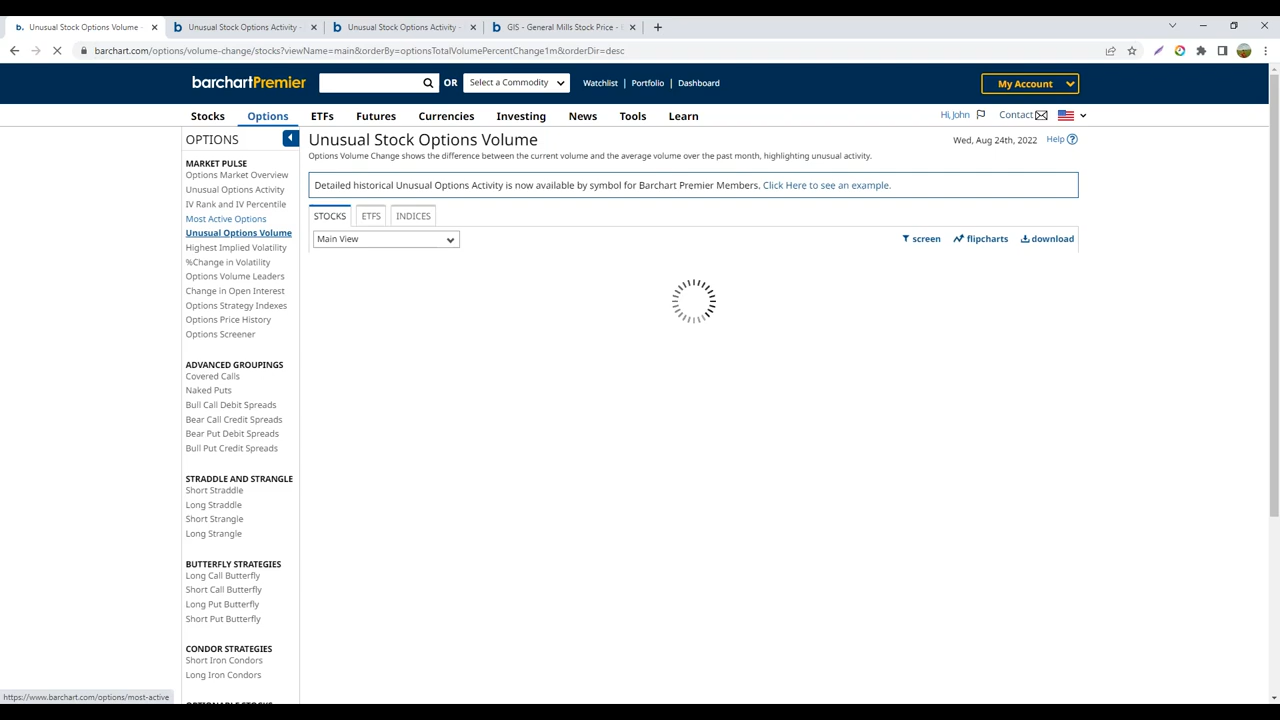 Unusual Stock Options Volume -
Unusual Stock Options Activity -
Unusual Stock Options Activity -
GIS - General Mills Stock Price -
barchart.com/options/volume-change/stocks?viewName=main&orderBy=optionsTotalVolumePercentChange1m&orderDir=desc
barchartPremier
OR
Select a Commodity
Watchlist | Portfolio | Dashboard
My Account
Stocks
Options
ETFs
Futures
Currencies
Investing
News
Tools
Learn
Hi, John
Contact
OPTIONS
MARKET PULSE
Options Market Overview
Unusual Options Activity
IV Rank and IV Percentile
Most Active Options
Unusual Options Volume
Highest Implied Volatility
%Change in Volatility
Options Volume Leaders
Change in Open Interest
Options Strategy Indexes
Options Price History
Options Screener
ADVANCED GROUPINGS
Covered Calls
Naked Puts
Bull Call Debit Spreads
Bear Call Credit Spreads
Bear Put Debit Spreads
Bull Put Credit Spreads
STRADDLE AND STRANGLE
Short Straddle
Long Straddle
Short Strangle
Long Strangle
BUTTERFLY STRATEGIES
Long Call Butterfly
Short Call Butterfly
Long Put Butterfly
Short Put Butterfly
CONDOR STRATEGIES
Short Iron Condors
Long Iron Condors
Unusual Stock Options Volume
Wed, Aug 24th, 2022
Help
Options Volume Change shows the difference between the current volume and the average volume over the past month, highlighting unusual activity.
Detailed historical Unusual Options Activity is now available by symbol for Barchart Premier Members. Click Here to see an example.
STOCKS
ETFS
INDICES
Main View
screen
flipcharts
download
https://www.barchart.com/options/most-active